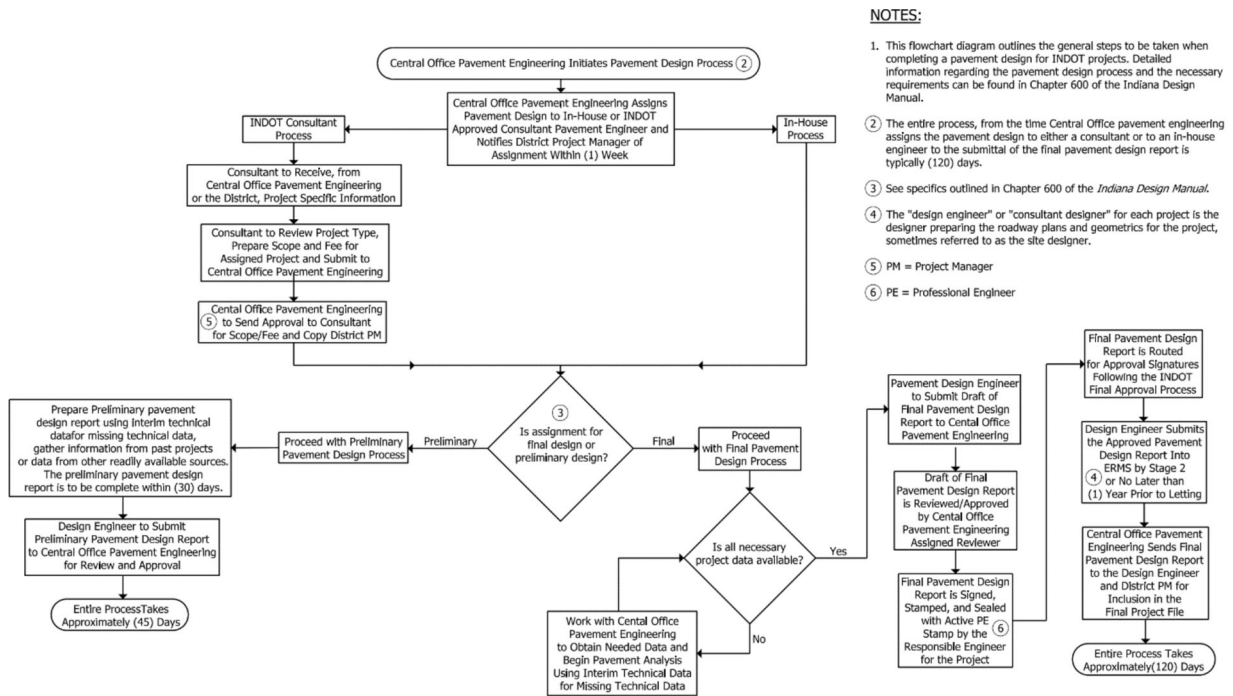 NOTES:
1. This flowchart diagram outlines the general steps to be taken when
completing a pavement design for INDOT projects. Detailed
information regarding the pavement design process and the necessary
requirements can be found in Chapter 600 of the Indiana Design
Manual.
2 The entire process, from the time Central Office pavement engineering
assigns the pavement design to either a consultant or to an in-house
engineer to the submittal of the final pavement design report is
typically (120) days.
3 See specifics outlined in Chapter 600 of the Indiana Design Manual.
4 The "design engineer" or "consultant designer" for each project is the
designer preparing the roadway plans and geometrics for the project,
sometimes referred to as the site designer.
5 PM = Project Manager
6 PE = Professional Engineer
Central Office Pavement Engineering Initiates Pavement Design Process 2
Central Office Pavement Engineering Assigns
Pavement Design to In-House or INDOT
Approved Consultant Pavement Engineer and
Notifies District Project Manager of
Assignment Within (1) Week
INDOT Consultant
Process
In-House
Process
Consultant to Receive, from
Central Office Pavement Engineering
or the District, Project Specific Information
Consultant to Review Project Type,
Prepare Scope and Fee for
Assigned Project and Submit to
Central Office Pavement Engineering
Cental Office Pavement Engineering
5 to Send Approval to Consultant
for Scope/Fee and Copy District PM
3
Is assignment for
final design or
preliminary design?
Preliminary
Final
Proceed with Preliminary
Pavement Design Process
Prepare Preliminary pavement
design report using interim technical
datafor missing technical data,
gather information from past projects
or data from other readily available sources.
The preliminary pavement design
report is to be complete within (30) days.
Design Engineer to Submit
Preliminary Pavement Design Report
to Central Office Pavement Engineering
for Review and Approval
Entire ProcessTakes
Approximately (45) Days
Proceed
with Final Pavement
Design Process
Is all necessary
project data available?
Yes
No
Work with Cental Office
Pavement Engineering
to Obtain Needed Data and
Begin Pavement Analysis
Using Interim Technical Data
for Missing Technical Data
Pavement Design Engineer
to Submit Draft of
Final Pavement Design
Report to Cental Office
Pavement Engineering
Draft of Final
Pavement Design Report
is Reviewed/Approved
by Cental Office
Pavement Engineering
Assigned Reviewer
Final Pavement Design
Report is Signed,
Stamped, and Sealed
with Active PE 6
Stamp by the
Responsible Engineer
for the Project
Final Pavement Design
Report is Routed
for Approval Signatures
Following the INDOT
Final Approval Process
Design Engineer Submits
the Approved Pavement
Design Report Into
4 ERMS by Stage 2
or No Later than
(1) Year Prior to Letting
Central Office Pavement
Engineering Sends Final
Pavement Design Report
to the Design Engineer
and District PM for
Inclusion in the
Final Project File
Entire Process Takes
Approximately(120) Days